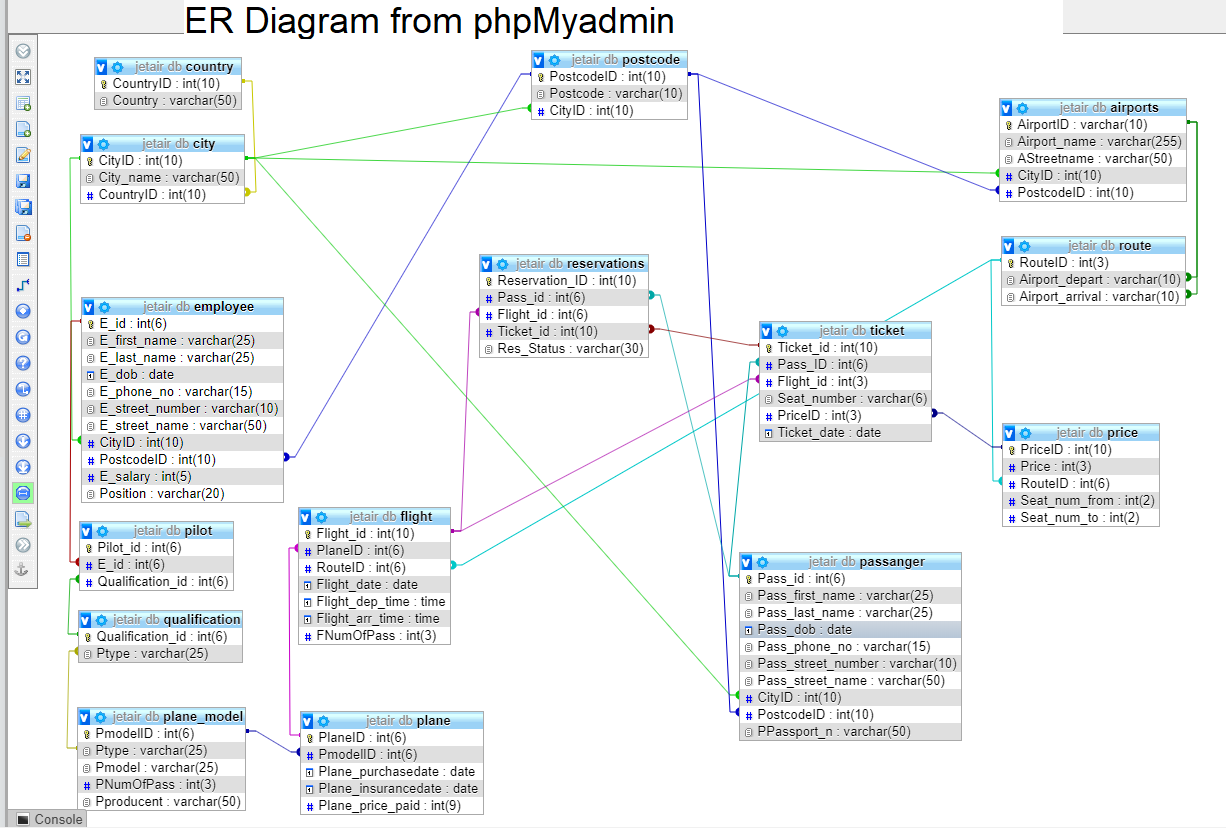 ER Diagram from phpMyadmin
jetair db country
CountryID : int(10)
Country : varchar(50)
jetair db city
CityID : int(10)
City_name : varchar(50)
CountryID : int(10)
jetair db postcode
PostcodeID : int(10)
Postcode : varchar(10)
CityID : int(10)
jetair db airports
AirportID : varchar(10)
Airport_name : varchar(255)
AStreetname : varchar(50)
CityID : int(10)
PostcodeID : int(10)
jetair db route
RouteID : int(3)
Airport_depart : varchar(10)
Airport_arrival : varchar(10)
jetair db reservations
Reservation_ID : int(10)
Pass_id : int(6)
Flight_id : int(6)
Ticket_id : int(10)
Res_Status : varchar(30)
jetair db employee
E_id : int(6)
E_first_name : varchar(25)
E_last_name : varchar(25)
E_dob : date
E_phone_no : varchar(15)
E_street_number : varchar(10)
E_street_name : varchar(50)
CityID : int(10)
PostcodeID : int(10)
E_salary : int(5)
Position : varchar(20)
jetair db ticket
Ticket_id : int(10)
Pass_ID : int(6)
Flight_id : int(3)
Seat_number : varchar(6)
PriceID : int(3)
Ticket_date : date
jetair db price
PriceID : int(10)
Price : int(3)
RouteID : int(6)
Seat_num_from : int(2)
Seat_num_to : int(2)
jetair db pilot
Pilot_id : int(6)
E_id : int(6)
Qualification_id : int(6)
jetair db flight
Flight_id : int(10)
PlaneID : int(6)
RouteID : int(6)
Flight_date : date
Flight_dep_time : time
Flight_arr_time : time
FNumOfPass : int(3)
jetair db passanger
Pass_id : int(6)
Pass_first_name : varchar(25)
Pass_last_name : varchar(25)
Pass_dob : date
Pass_phone_no : varchar(15)
Pass_street_number : varchar(10)
Pass_street_name : varchar(50)
CityID : int(10)
PostcodeID : int(10)
PPassport_n : varchar(50)
jetair db qualification
Qualification_id : int(6)
Ptype : varchar(25)
jetair db plane_model
PmodelID : int(6)
Ptype : varchar(25)
Pmodel : varchar(25)
PNumOfPass : int(3)
Pproducent : varchar(50)
jetair db plane
PlaneID : int(6)
PmodelID : int(6)
Plane_purchasedate : date
Plane_insurancedate : date
Plane_price_paid : int(9)
Console